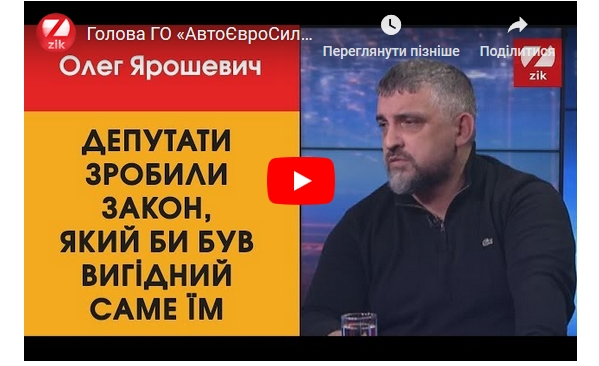 zik
Голова ГО «АвтоЄвроСил...
Переглянути пізніше
Поділитися
Олег Ярошевич
zik
ДЕПУТАТИ
ЗРОБИЛИ
ЗАКОН,
ЯКИЙ БИ БУВ
ВИГІДНИЙ
САМЕ ЇМ